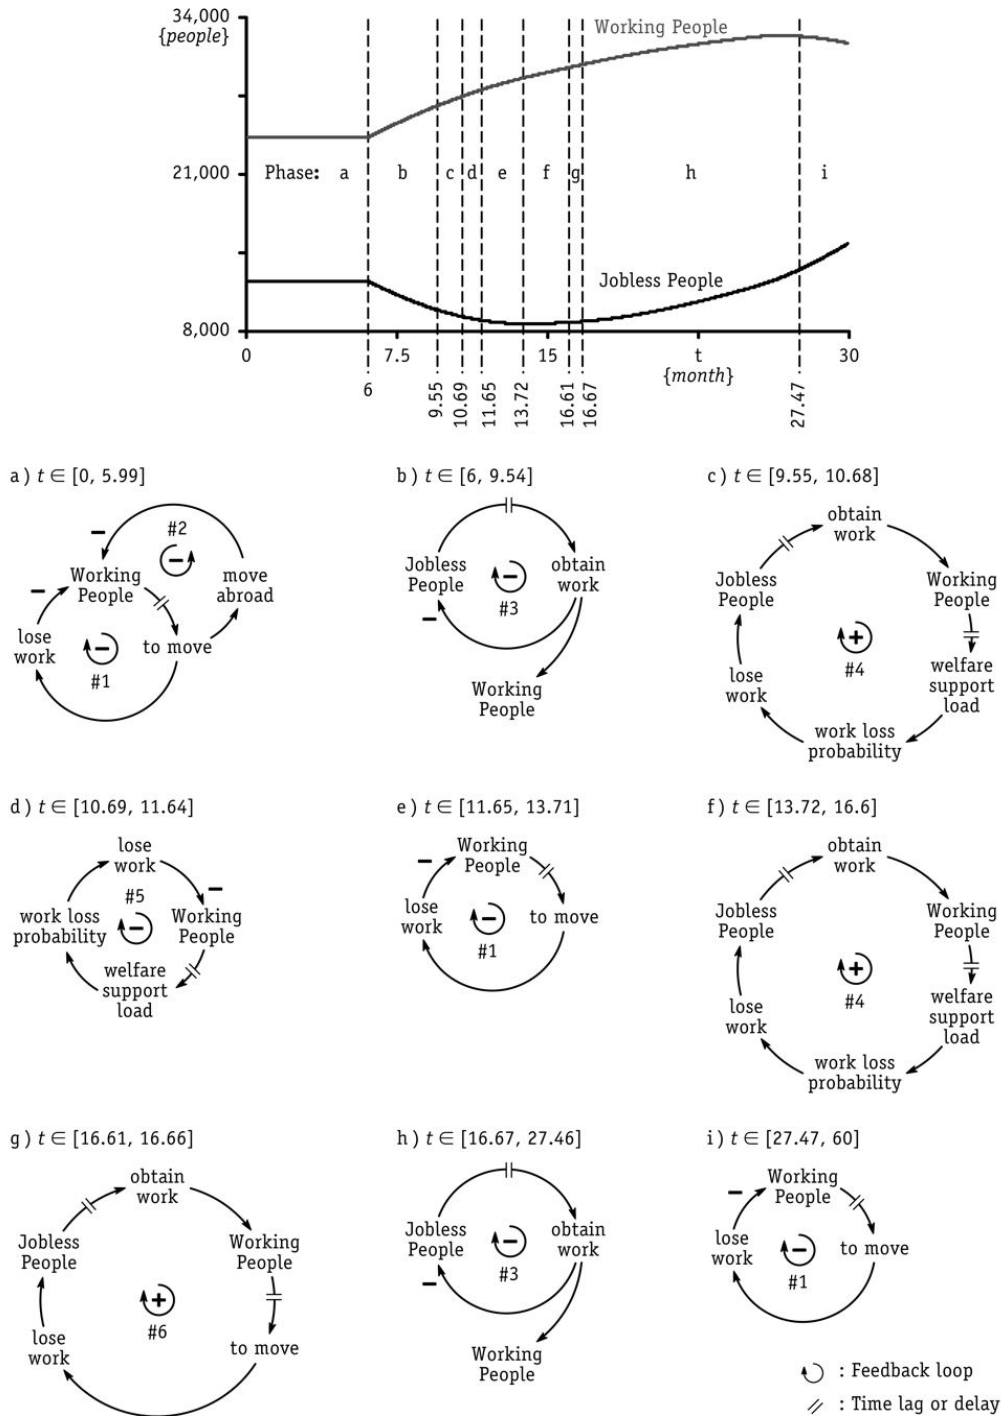 34,000
{people}
Working People
21,000
Phase: a b c d e f g h i
Jobless People
8,000
0 7.5 15 t 30
{month}
6 9.55 10.69 11.65 13.72 16.61 16.67 27.47
a) t ∈ [0, 5.99]
−
#2
−
Working
People
−
move
abroad
lose
work
−
to move
#1
b) t ∈ [6, 9.54]
Jobless
People
−
obtain
work
−
#3
Working
People
c) t ∈ [9.55, 10.68]
obtain
work
Jobless
People
Working
People
+
#4
lose
work
welfare
support
load
work loss
probability
d) t ∈ [10.69, 11.64]
lose
work
−
#5
work loss
probability
−
Working
People
welfare
support
load
e) t ∈ [11.65, 13.71]
−
Working
People
lose
work
−
to move
#1
f) t ∈ [13.72, 16.6]
obtain
work
Jobless
People
Working
People
+
#4
lose
work
welfare
support
load
work loss
probability
g) t ∈ [16.61, 16.66]
obtain
work
Jobless
People
Working
People
+
#6
lose
work
to move
h) t ∈ [16.67, 27.46]
Jobless
People
−
obtain
work
−
#3
Working
People
i) t ∈ [27.47, 60]
−
Working
People
lose
work
−
to move
#1
: Feedback loop
: Time lag or delay